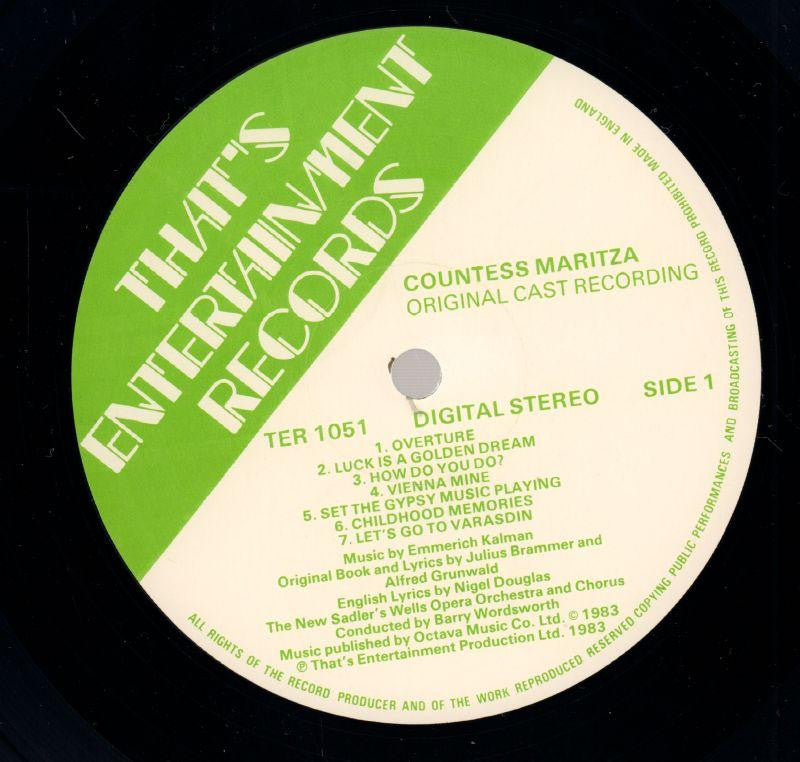 THAT'S
ENTERTAINMENT
RECORDS
COUNTESS MARITZA
ORIGINAL CAST RECORDING
TER 1051 DIGITAL STEREO SIDE 1
1. OVERTURE
2. LUCK IS A GOLDEN DREAM
3. HOW DO YOU DO?
4. VIENNA MINE
5. SET THE GYPSY MUSIC PLAYING
6. CHILDHOOD MEMORIES
7. LET'S GO TO VARASDIN
Music by Emmerich Kalman
Original Book and Lyrics by Julius Brammer and
Alfred Grunwald
English Lyrics by Nigel Douglas
The New Sadler's Wells Opera Orchestra and Chorus
Conducted by Barry Wordsworth
Music published by Octava Music Co. Ltd. © 1983
℗ That's Entertainment Production Ltd. 1983
ALL RIGHTS OF THE RECORD PRODUCER AND OF THE WORK REPRODUCED RESERVED COPYING PUBLIC PERFORMANCES AND BROADCASTING OF THIS RECORD PROHIBITED MADE IN ENGLAND